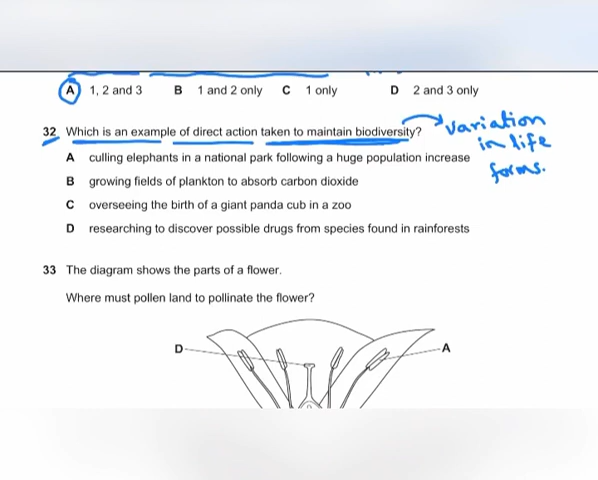 A 1, 2 and 3 B 1 and 2 only C 1 only D 2 and 3 only
32 Which is an example of direct action taken to maintain biodiversity?
variation
in life
forms.
A culling elephants in a national park following a huge population increase
B growing fields of plankton to absorb carbon dioxide
C overseeing the birth of a giant panda cub in a zoo
D researching to discover possible drugs from species found in rainforests
33 The diagram shows the parts of a flower.
Where must pollen land to pollinate the flower?
D A